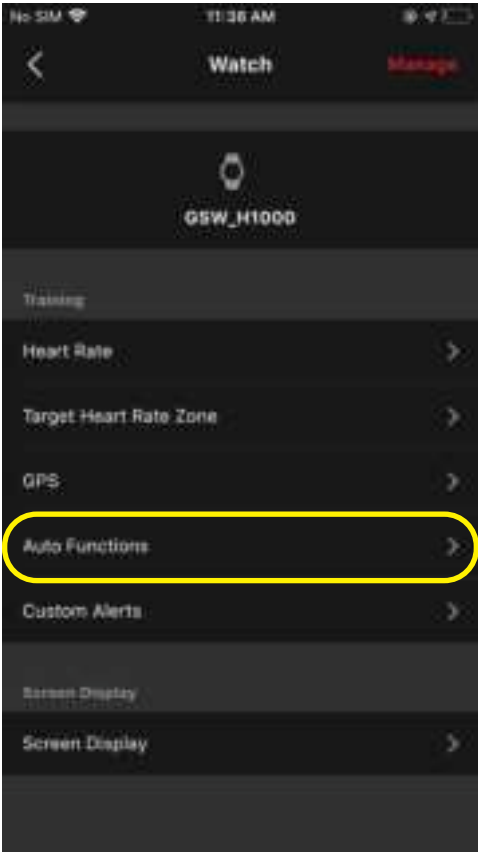 No SIM 11:36 AM
Watch Manage
GSW_H1000
Training
Heart Rate
Target Heart Rate Zone
GPS
Auto Functions
Custom Alerts
Screen Display
Screen Display